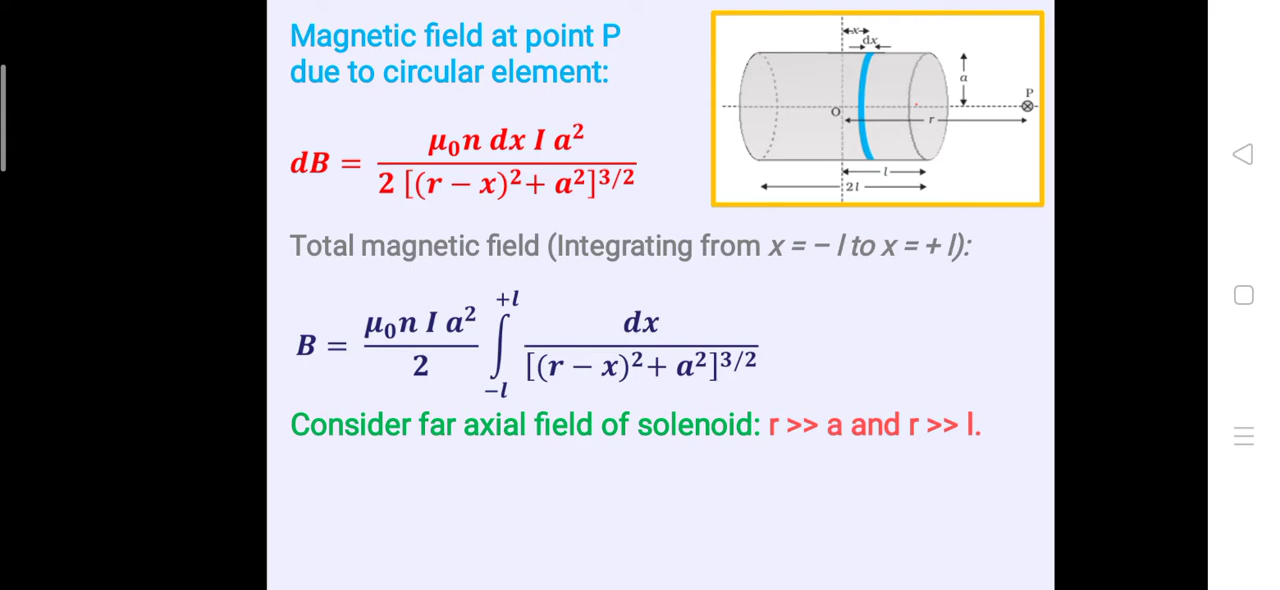 Magnetic field at point P
due to circular element:
dB = μ₀n dx I a² / 2 [(r − x)²+ a²]³/²
x
dx
a
P
O
r
l
2l
Total magnetic field (Integrating from x = − l to x = + l):
B = μ₀n I a² / 2 ∫₋ₗ⁺ˡ dx / [(r − x)²+ a²]³/²
Consider far axial field of solenoid: r >> a and r >> l.